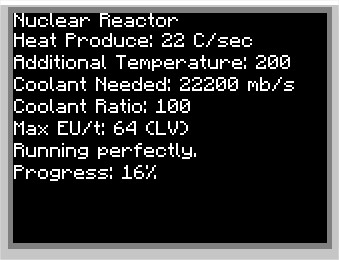 Nuclear Reactor
Heat Produce: 22 C/sec
Additional Temperature: 200
Coolant Needed: 22200 mb/s
Coolant Ratio: 100
Max EU/t: 64 (LV)
Running perfectly.
Progress: 16%